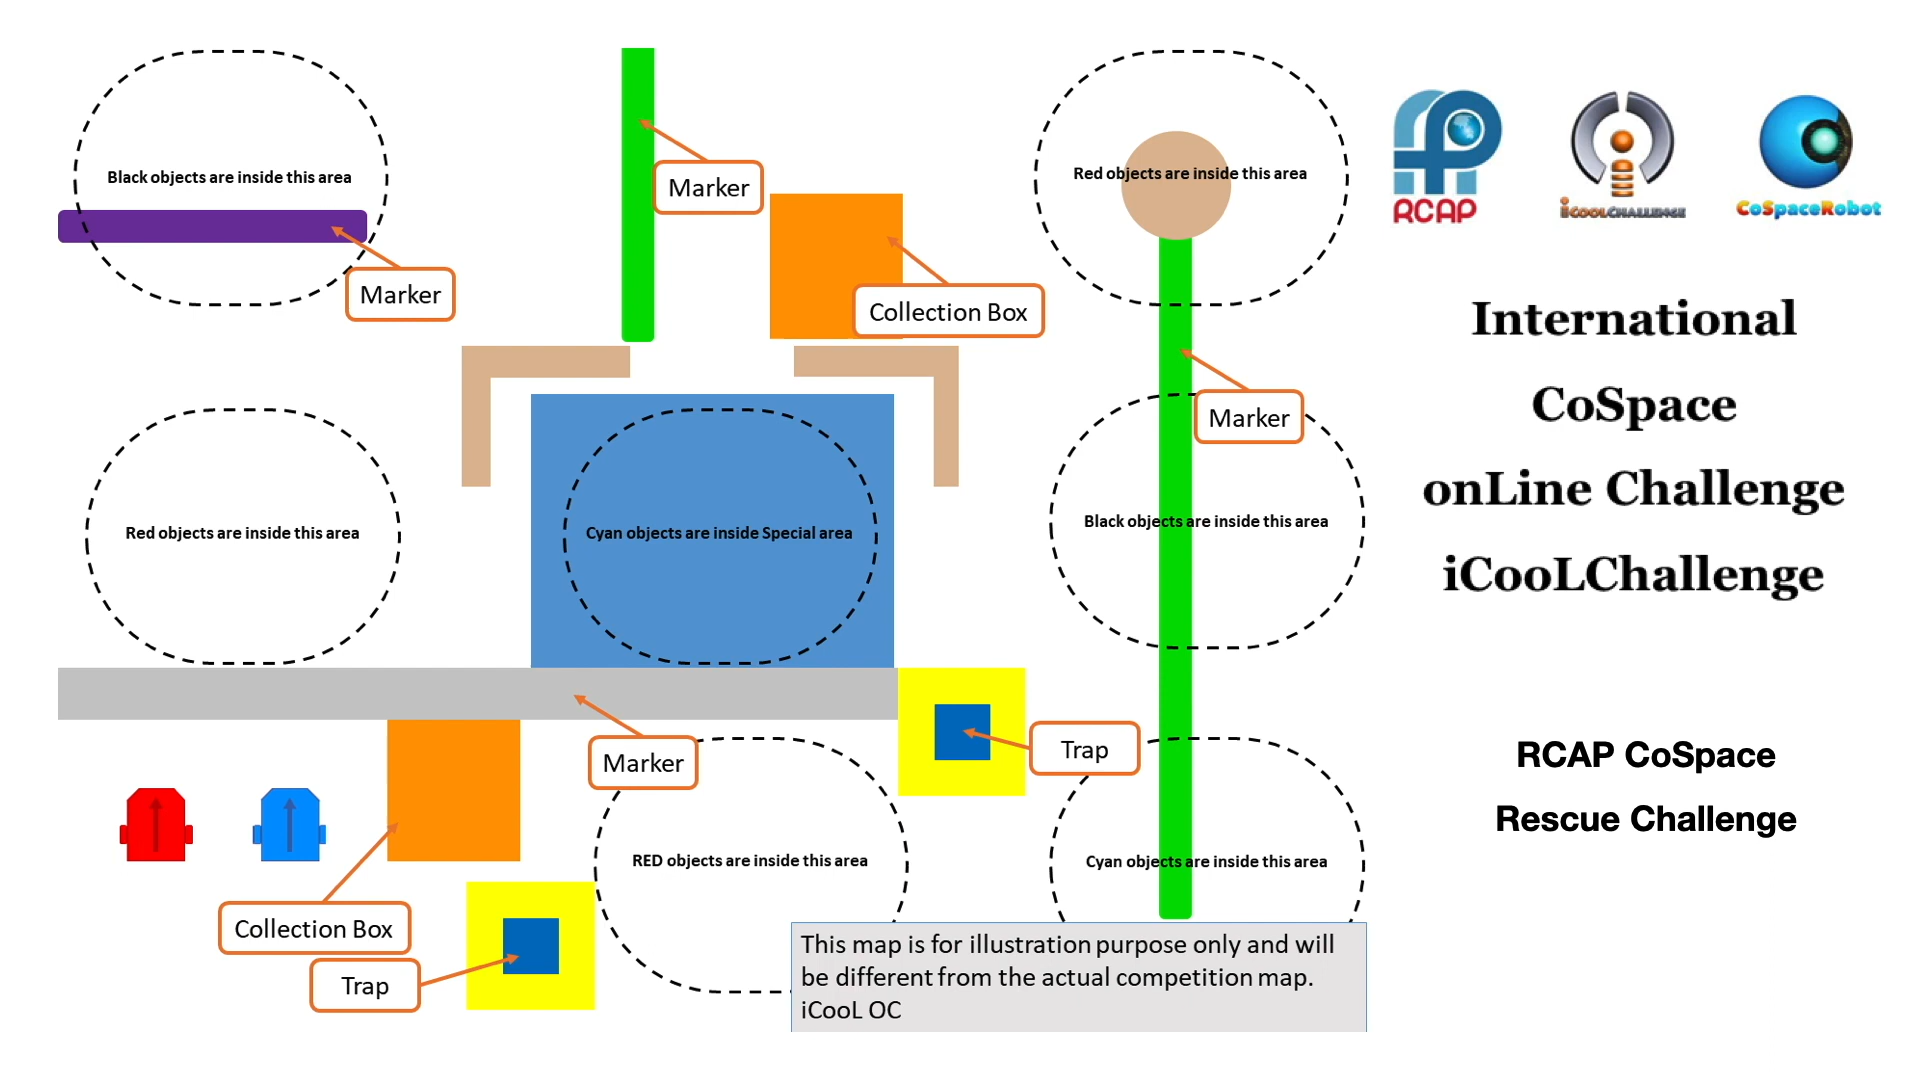 Black objects are inside this area
Marker
Marker
Collection Box
Red objects are inside this area
Marker
Red objects are inside this area
Cyan objects are inside Special area
Black objects are inside this area
Marker
Trap
RED objects are inside this area
Cyan objects are inside this area
Collection Box
Trap
This map is for illustration purpose only and will
be different from the actual competition map.
iCooL OC
RCAP
iCOOLCHALLENGE
CoSpaceRobot
International
CoSpace
onLine Challenge
iCooLChallenge
RCAP CoSpace
Rescue Challenge